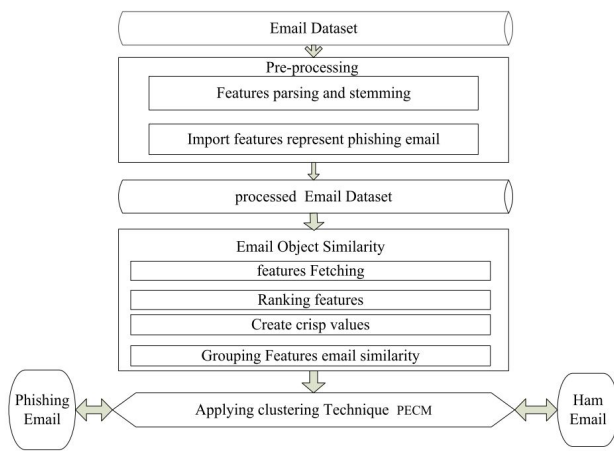 Email Dataset
Pre-processing
Features parsing and stemming
Import features represent phishing email
processed Email Dataset
Email Object Similarity
features Fetching
Ranking features
Create crisp values
Grouping Features email similarity
Phishing
Email
Applying clustering Technique PECM
Ham
Email